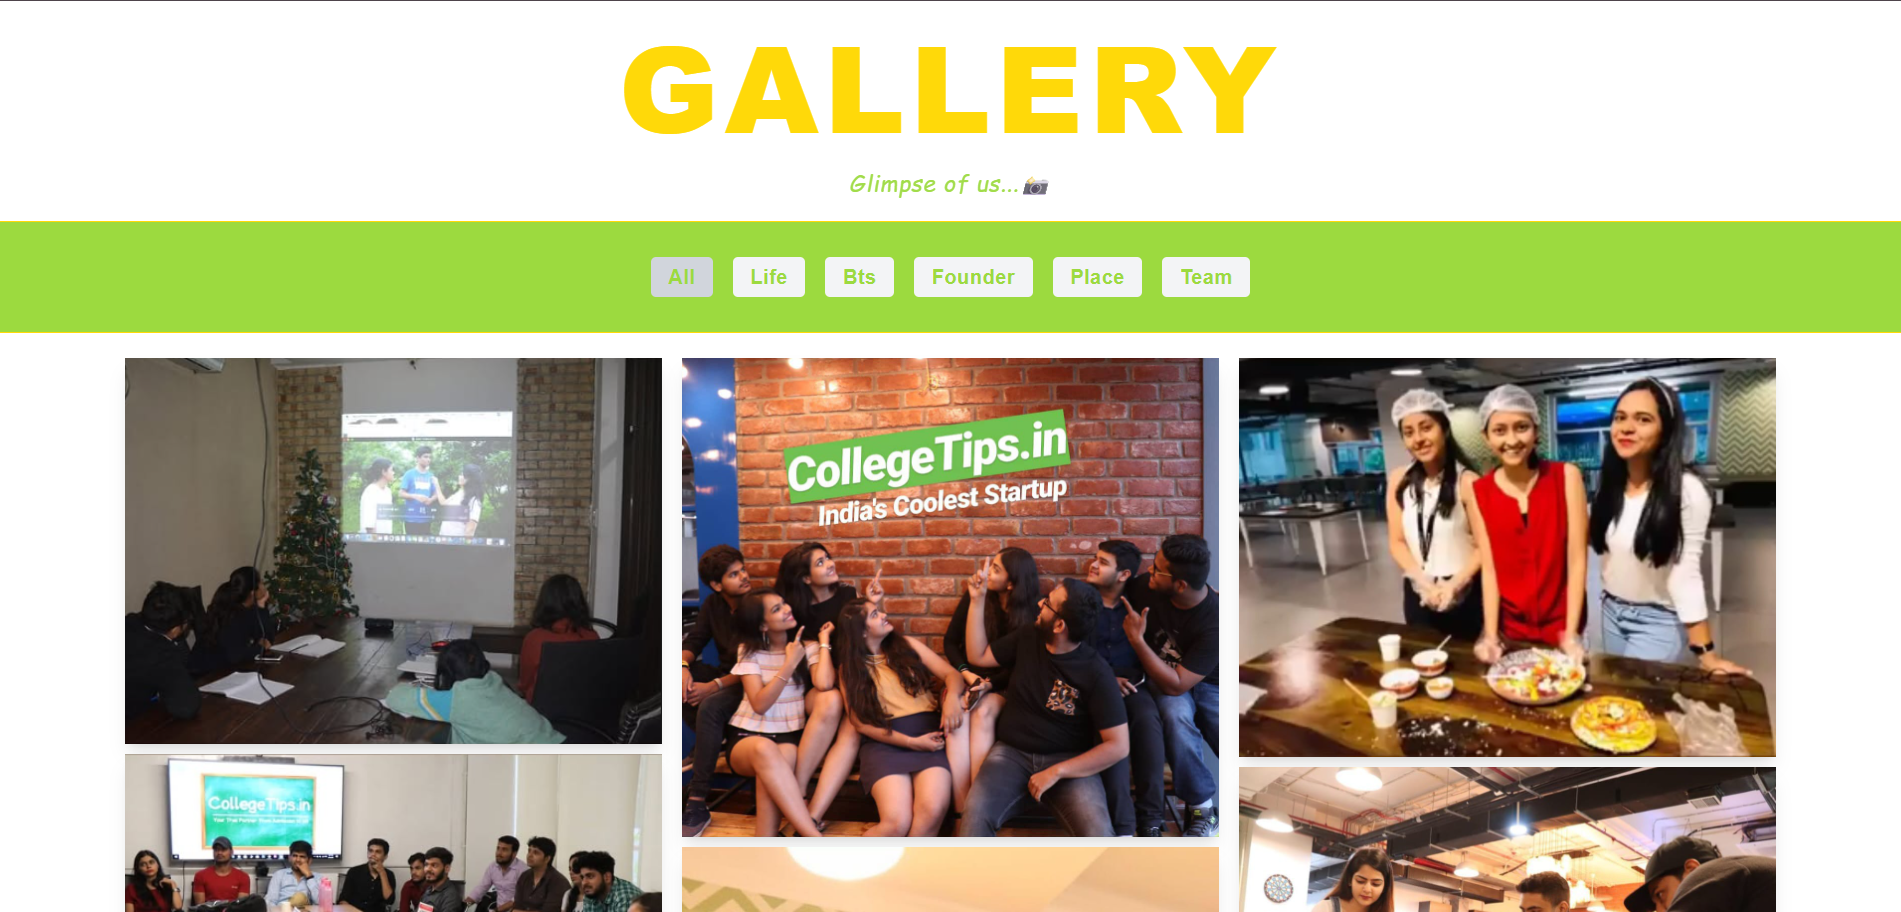 GALLERY
Glimpse of us...📸
All Life Bts Founder Place Team
CollegeTips.in
India's Coolest Startup
CollegeTips.in